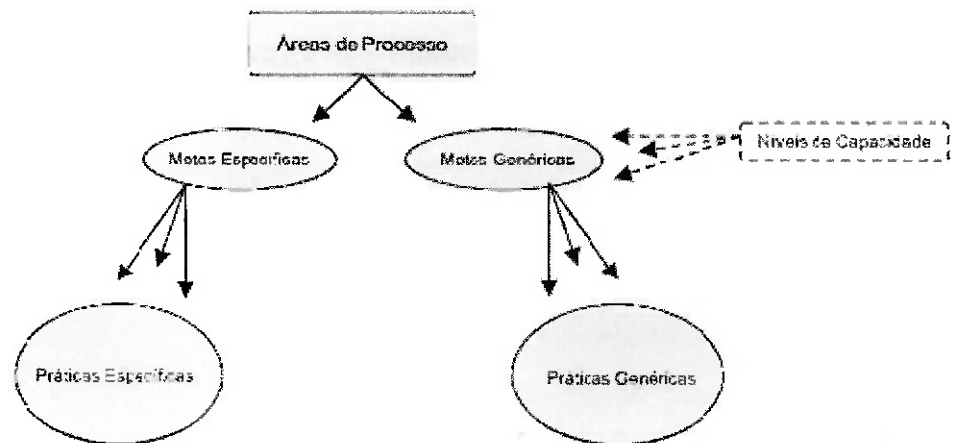 Áreas de Processo
Metas Específicas
Metas Genéricas
Níveis de Capacidade
Práticas Específicas
Práticas Genéricas